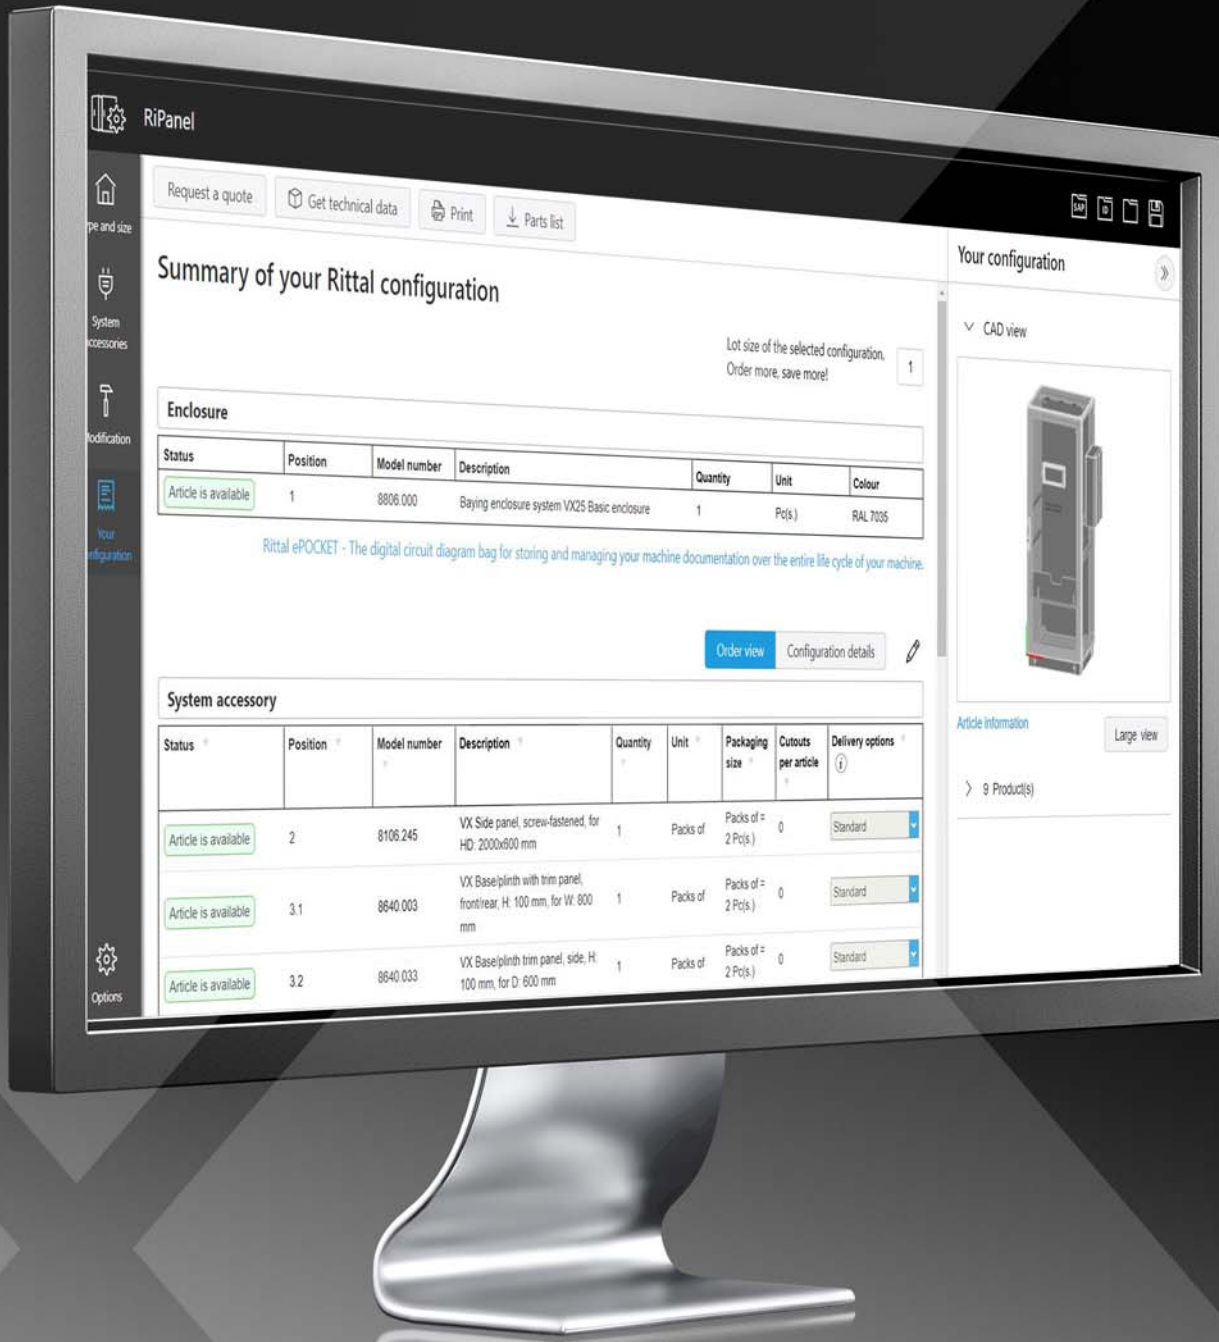 RiPanel
SAP
ID
pe and size
System
ccessories
Modification
Your
onfiguration
Options
Request a quote
Get technical data
Print
Parts list
Summary of your Rittal configuration
Lot size of the selected configuration.
Order more, save more!
1
Enclosure
Status Position Model number Description Quantity Unit Colour
Article is available 1 8806.000 Baying enclosure system VX25 Basic enclosure 1 Pc(s.) RAL 7035
Rittal ePOCKET - The digital circuit diagram bag for storing and managing your machine documentation over the entire life cycle of your machine.
Order view
Configuration details
System accessory
Status Position Model number Description Quantity Unit Packaging Cutouts Delivery options
size per article i
Article is available 2 8106.245 VX Side panel, screw-fastened, for 1 Packs of Packs of = 0 Standard
HD: 2000x600 mm 2 Pc(s.)
VX Base/plinth with trim panel,
Article is available 3.1 8640.003 front/rear, H: 100 mm, for W: 800 1 Packs of Packs of = 0 Standard
mm 2 Pc(s.)
Article is available 3.2 8640.033 VX Base/plinth trim panel, side, H: 1 Packs of Packs of = 0 Standard
100 mm, for D: 600 mm 2 Pc(s.)
Your configuration
CAD view
Article information
Large view
9 Product(s)